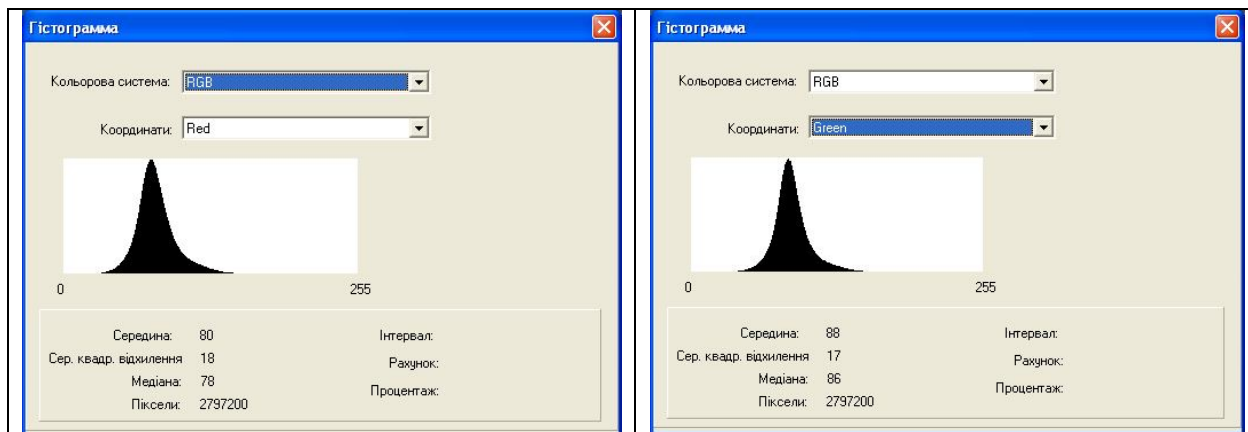 Гістограмма
Кольорова система: RGB
Координати: Red
0 255
Середина: 80 Інтервал:
Сер. квадр. відхилення 18 Рахунок:
Медіана: 78 Процентаж:
Піксели: 2797200
Гістограмма
Кольорова система: RGB
Координати: Green
0 255
Середина: 88 Інтервал:
Сер. квадр. відхилення 17 Рахунок:
Медіана: 86 Процентаж:
Піксели: 2797200